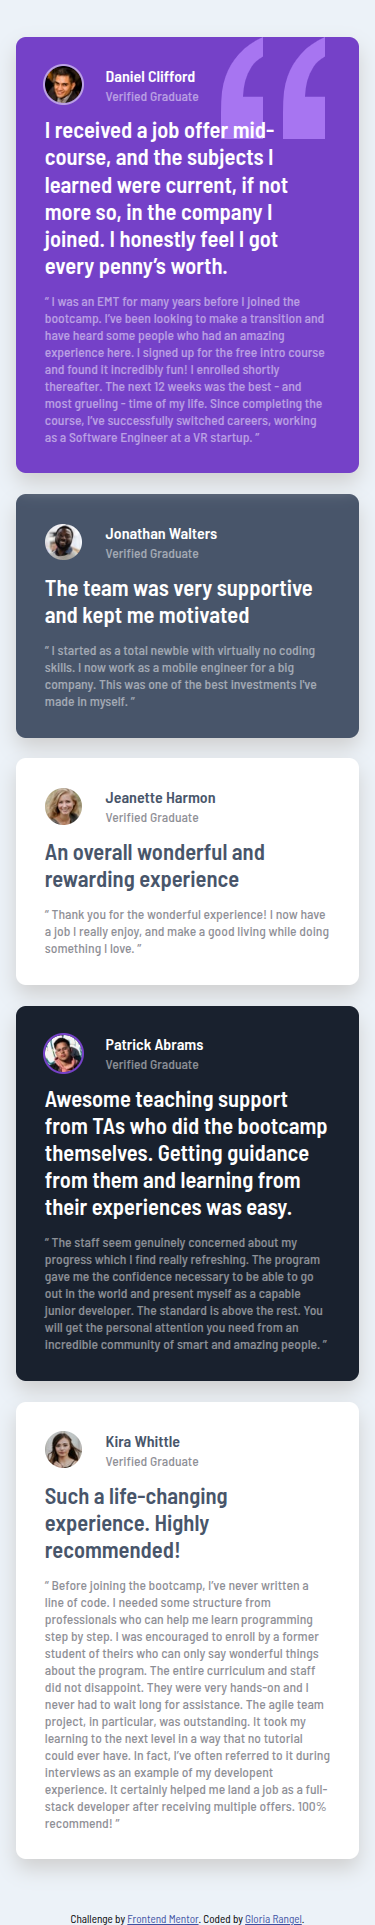 Daniel Clifford
Verified Graduate
I received a job offer mid-
course, and the subjects I
learned were current, if not
more so, in the company I
joined. I honestly feel I got
every penny’s worth.
“ I was an EMT for many years before I joined the
bootcamp. I’ve been looking to make a transition and
have heard some people who had an amazing
experience here. I signed up for the free intro course
and found it incredibly fun! I enrolled shortly
thereafter. The next 12 weeks was the best - and
most grueling - time of my life. Since completing the
course, I’ve successfully switched careers, working
as a Software Engineer at a VR startup. ”
Jonathan Walters
Verified Graduate
The team was very supportive
and kept me motivated
“ I started as a total newbie with virtually no coding
skills. I now work as a mobile engineer for a big
company. This was one of the best investments I’ve
made in myself. ”
Jeanette Harmon
Verified Graduate
An overall wonderful and
rewarding experience
“ Thank you for the wonderful experience! I now have
a job I really enjoy, and make a good living while doing
something I love. ”
Patrick Abrams
Verified Graduate
Awesome teaching support
from TAs who did the bootcamp
themselves. Getting guidance
from them and learning from
their experiences was easy.
“ The staff seem genuinely concerned about my
progress which I find really refreshing. The program
gave me the confidence necessary to be able to go
out in the world and present myself as a capable
junior developer. The standard is above the rest. You
will get the personal attention you need from an
incredible community of smart and amazing people. ”
Kira Whittle
Verified Graduate
Such a life-changing
experience. Highly
recommended!
“ Before joining the bootcamp, I’ve never written a
line of code. I needed some structure from
professionals who can help me learn programming
step by step. I was encouraged to enroll by a former
student of theirs who can only say wonderful things
about the program. The entire curriculum and staff
did not disappoint. They were very hands-on and I
never had to wait long for assistance. The agile team
project, in particular, was outstanding. It took my
learning to the next level in a way that no tutorial
could ever have. In fact, I’ve often referred to it during
interviews as an example of my developent
experience. It certainly helped me land a job as a full-
stack developer after receiving multiple offers. 100%
recommend! ”
Challenge by Frontend Mentor. Coded by Gloria Rangel.